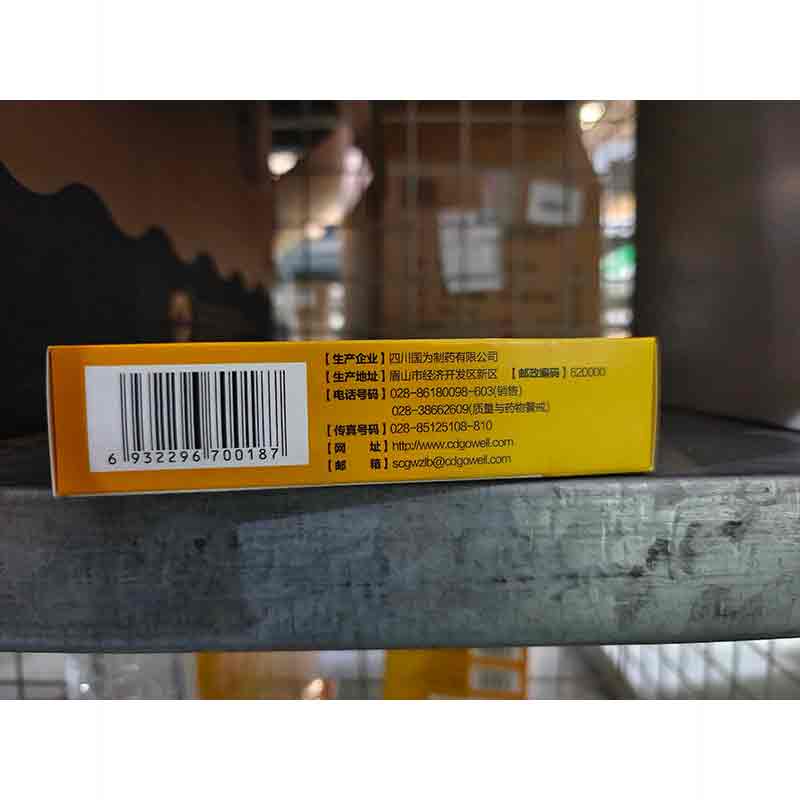 【生产企业】四川国为制药有限公司
【生产地址】眉山市经济开发区新区 【邮政编码】620000
【电话号码】028-86180098-603(销售)
028-38662609(质量与药物警戒)
【传真号码】028-85125108-810
【网 址】http://www.cdgowell.com
【邮 箱】scgwzlb@cdgowell.com
6 932296 700187